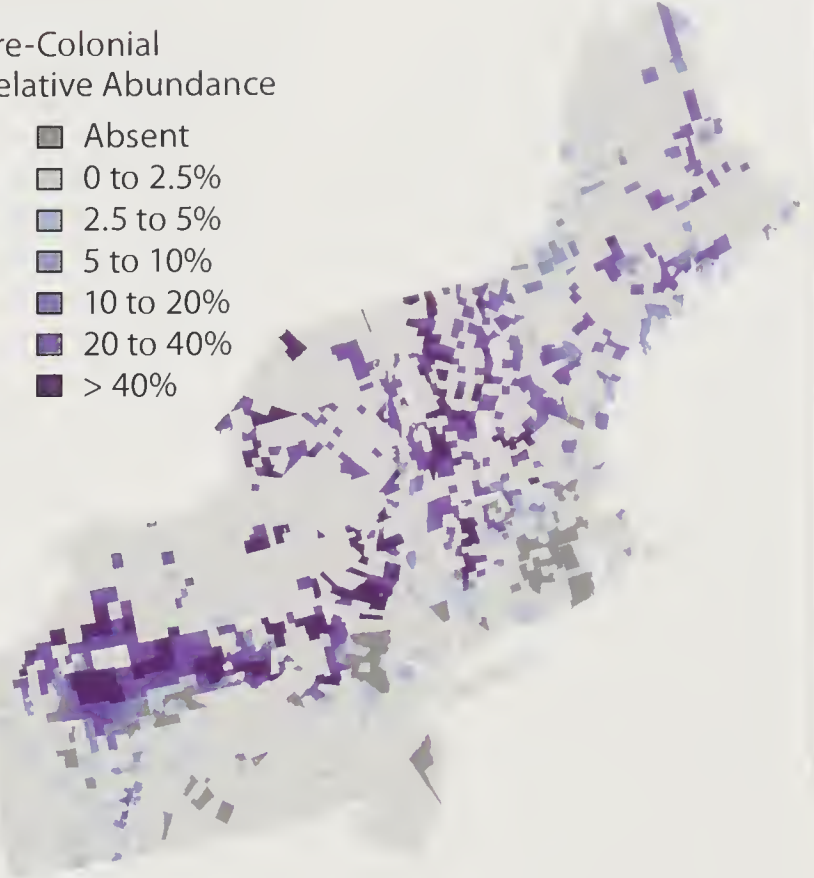 re-Colonial
elative Abundance
Absent
0 to 2.5%
2.5 to 5%
5 to 10%
10 to 20%
20 to 40%
> 40%